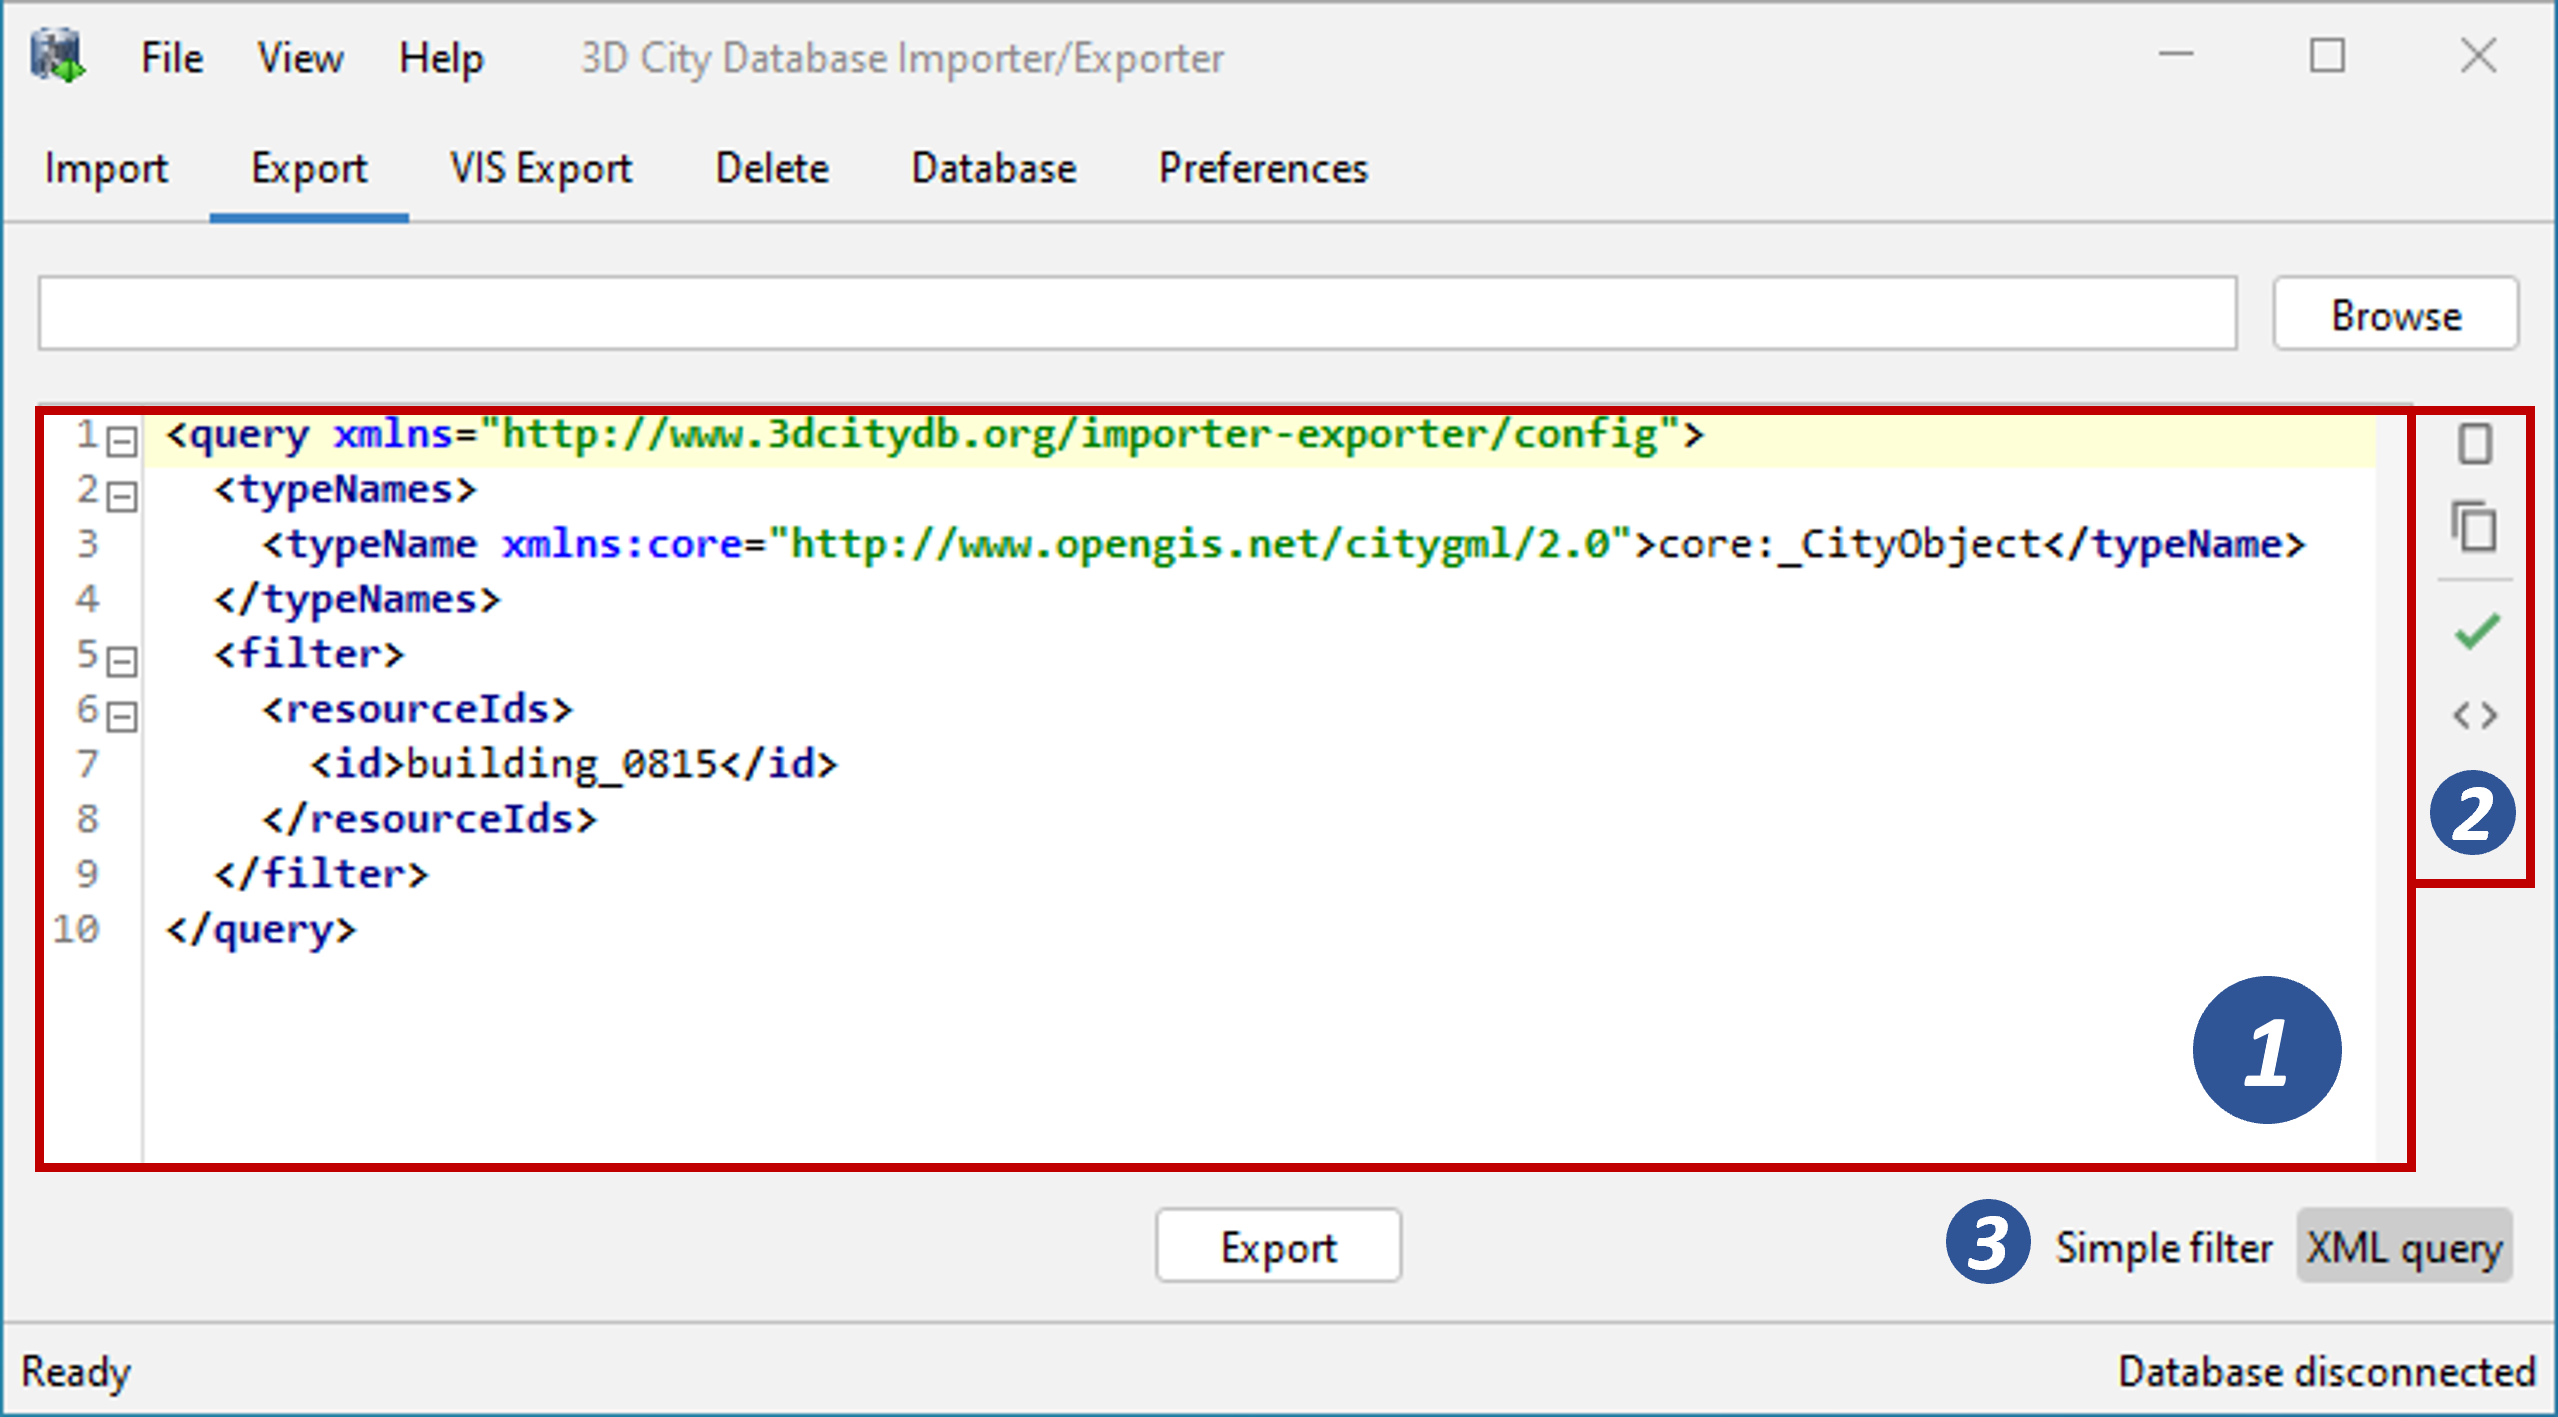 File View Help 3D City Database Importer/Exporter
Import Export VIS Export Delete Database Preferences
Browse
1 <query xmlns="http://www.3dcitydb.org/importer-exporter/config">
2 <typeNames>
3 <typeName xmlns:core="http://www.opengis.net/citygml/2.0">core:_CityObject</typeName>
4 </typeNames>
5 <filter>
6 <resourceIds>
7 <id>building_0815</id>
8 </resourceIds>
9 </filter>
10 </query>
2
1
Export 3 Simple filter XML query
Ready Database disconnected